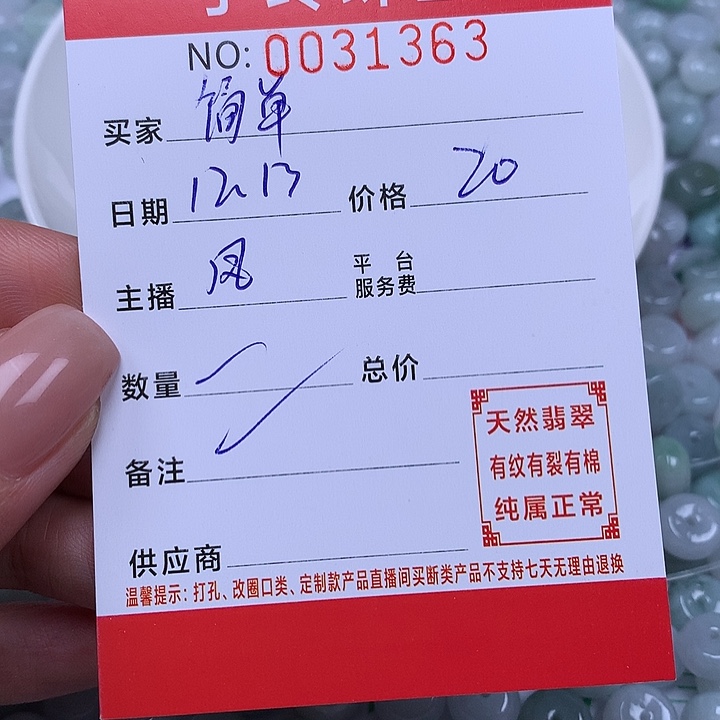 NO: 0031363
买家 简单
日期 12.13 价格 20
主播 凤
平台
服务费
数量 总价
备注
天然翡翠
有纹有裂有棉
纯属正常
供应商
温馨提示：打孔、改圈口类、定制款产品直播间买断类产品不支持七天无理由退换